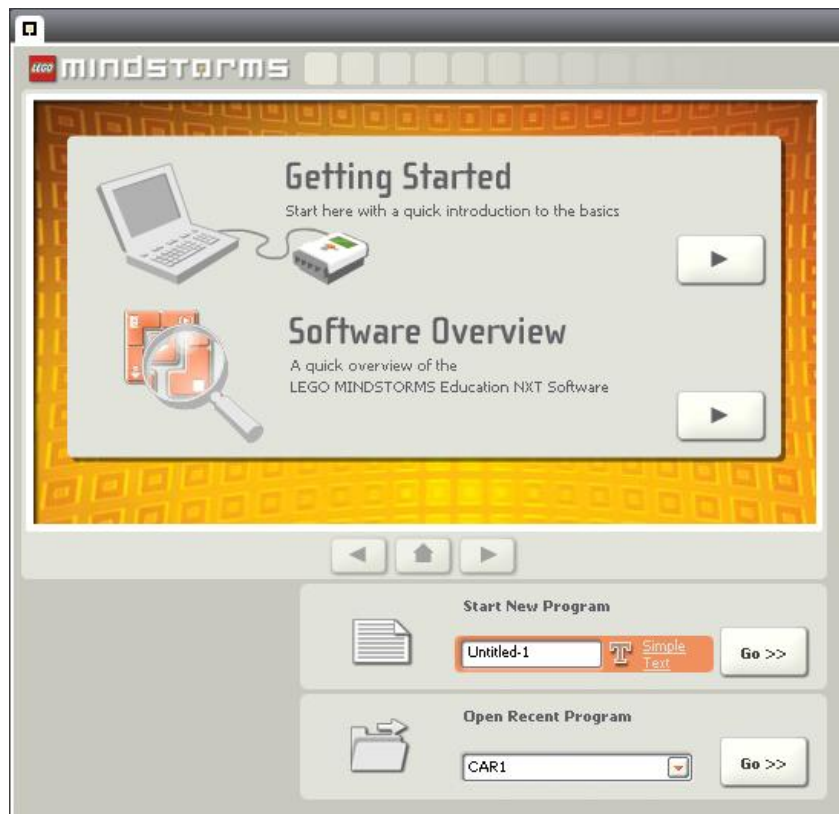 LEGO mindstorms
Getting Started
Start here with a quick introduction to the basics
Software Overview
A quick overview of the
LEGO MINDSTORMS Education NXT Software
Start New Program
Untitled-1
T
Simple
Text
Go >>
Open Recent Program
CAR1
Go >>